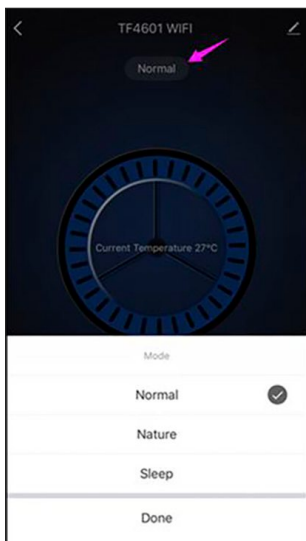 TF4601 WIFI
Normal
Current Temperature 27°C
Mode
Normal
Nature
Sleep
Done